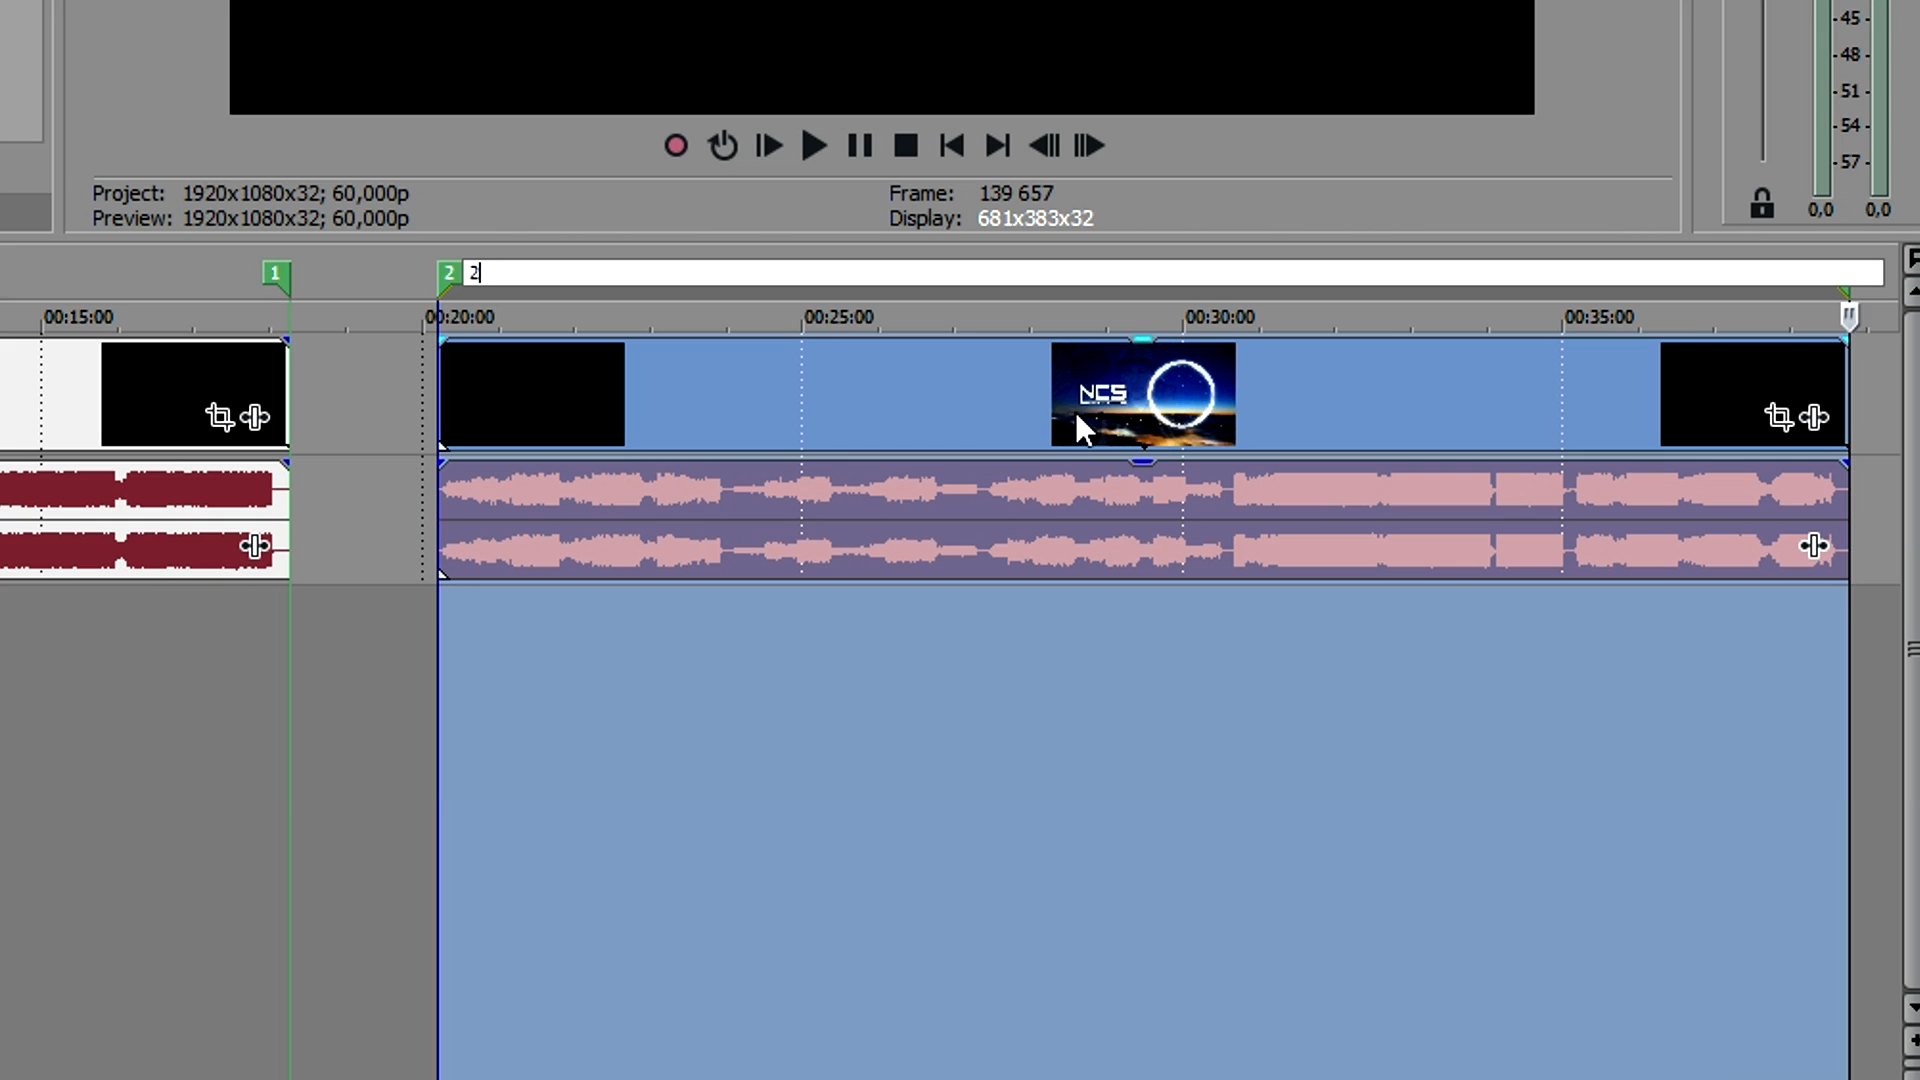 -45-
-48-
-51-
-54-
-57-
0,0 0,0
Project: 1920x1080x32; 60,000p
Preview: 1920x1080x32; 60,000p
Frame: 139 657
Display: 681x383x32
1
2
2
00:15:00
00:20:00
00:25:00
00:30:00
00:35:00
NCS